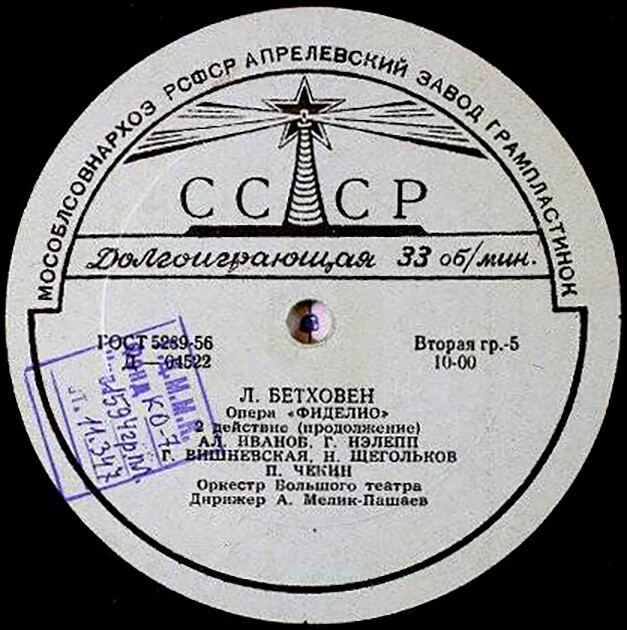 МОСОБЛСОВНАРХОЗ РСФСР АПРЕЛЕВСКИЙ ЗАВОД ГРАМПЛАСТИНОК
СССР
Долгоиграющая 33 об/мин.
ГОСТ 5289-56
Д—04522
Вторая гр.-5
10-00
Л. БЕТХОВЕН
Опера «ФИДЕЛИО»
2 действие (продолжение)
АЛ. ИВАНОВ, Г. НЭЛЕПП
Г. ВИШНЕВСКАЯ, Н. ЩЕГОЛЬКОВ
П. ЧЕКИН
Оркестр Большого театра
Дирижер А. Мелик-Пашаев